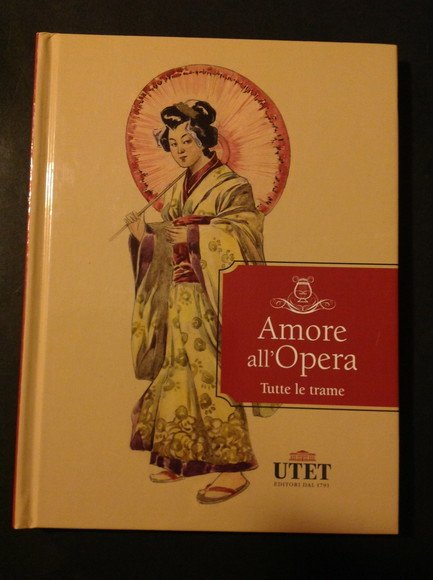 Amore
all'Opera
Tutte le trame
UTET
EDITORI DAL 1791